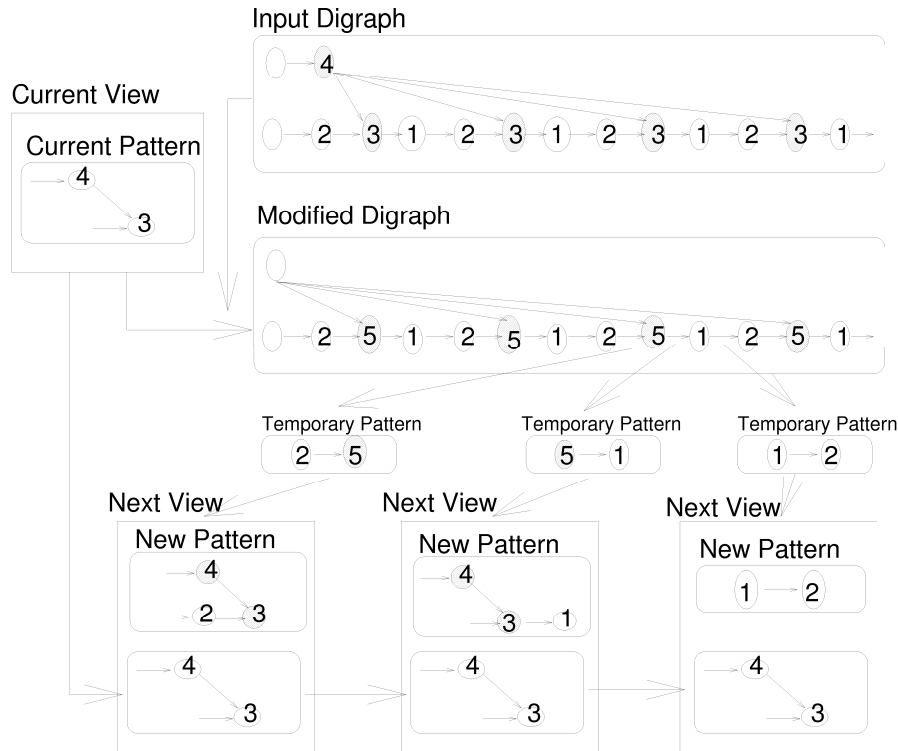 Input Digraph
4
2 3 1 2 3 1 2 3 1 2 3 1
Current View
Current Pattern
4
3
Modified Digraph
2 5 1 2 5 1 2 5 1 2 5 1
Temporary Pattern
2 5
Temporary Pattern
5 1
Temporary Pattern
1 2
Next View
New Pattern
4
2 3
4
3
Next View
New Pattern
4
3 1
4
3
Next View
New Pattern
1 2
4
3